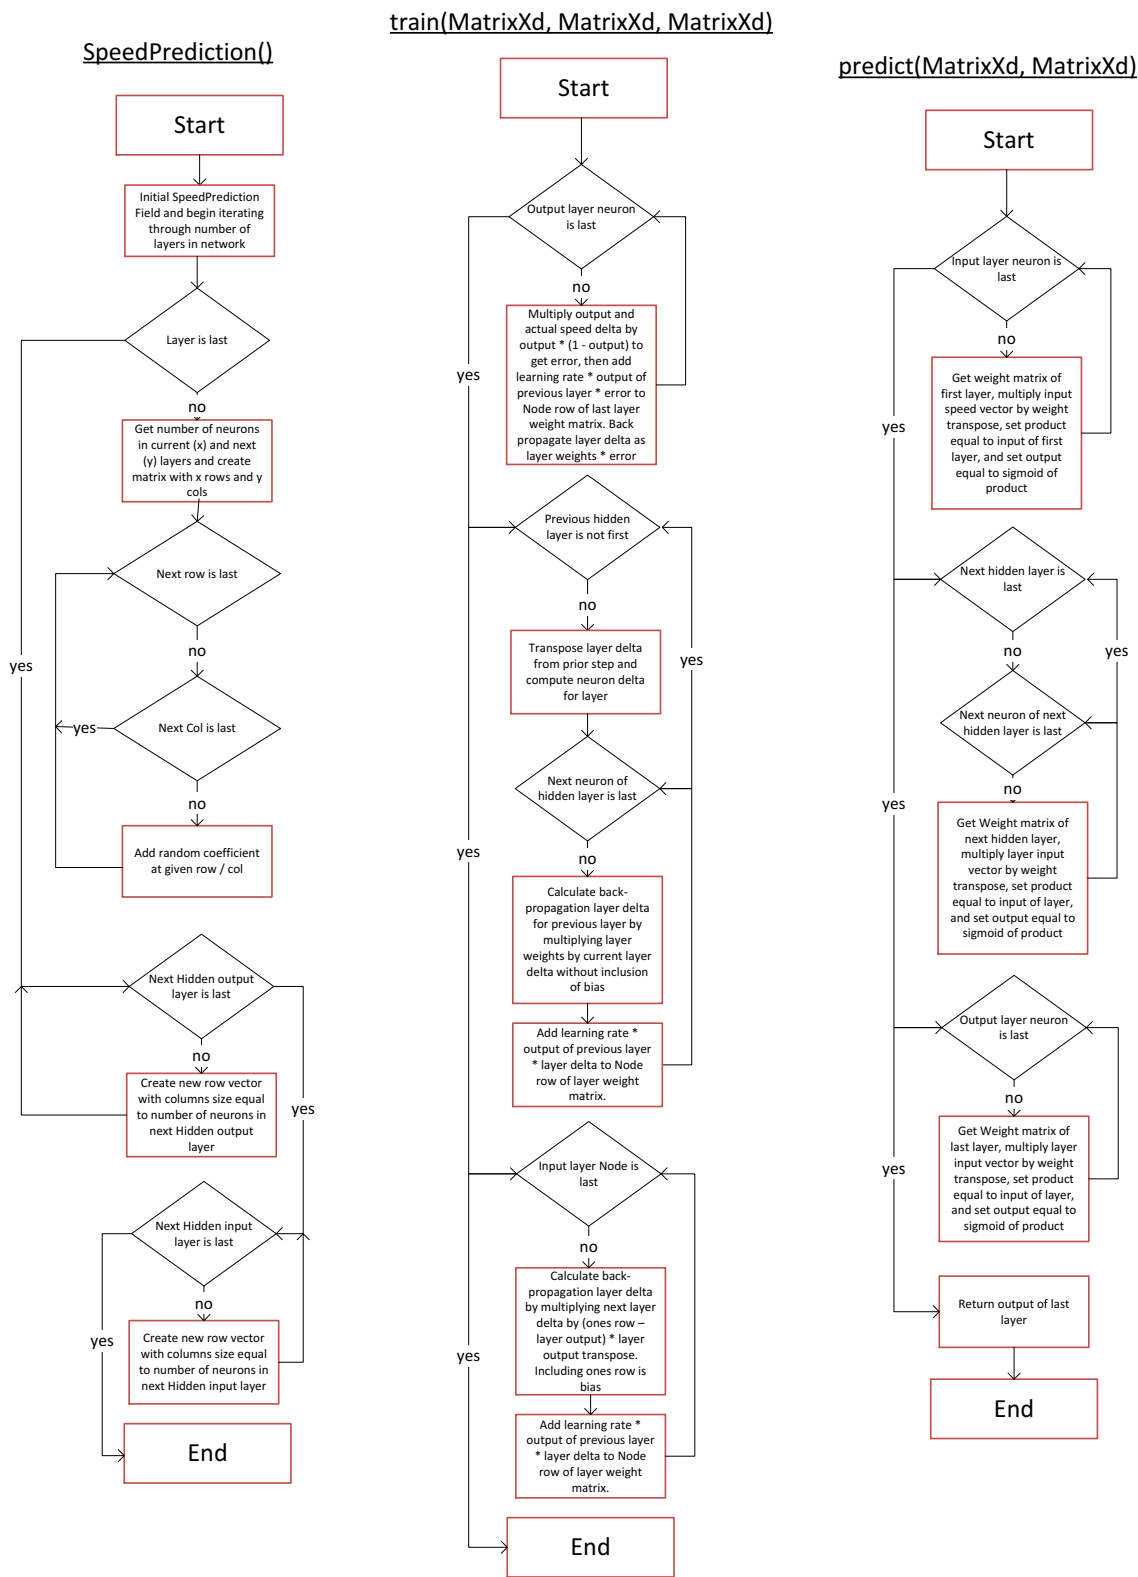 SpeedPrediction()
Start
Initial SpeedPrediction
Field and begin iterating
through number of
layers in network
Layer is last
no
Get number of neurons
in current (x) and next
(y) layers and create
matrix with x rows and y
cols
Next row is last
no
yes
yes
Next Col is last
no
Add random coefficient
at given row / col
Next Hidden output
layer is last
no
Create new row vector
with columns size equal
to number of neurons in
next Hidden output
layer
yes
Next Hidden input
layer is last
no
yes
Create new row vector
with columns size equal
to number of neurons in
next Hidden input layer
End
train(MatrixXd, MatrixXd, MatrixXd)
Start
Output layer neuron
is last
no
Multiply output and
actual speed delta by
output * (1 - output) to
get error, then add
learning rate * output of
previous layer * error to
Node row of last layer
weight matrix. Back
propagate layer delta as
layer weights * error
yes
Previous hidden
layer is not first
no
Transpose layer delta
from prior step and
compute neuron delta
for layer
yes
Next neuron of
hidden layer is last
no
Calculate back-
propagation layer delta
for previous layer by
multiplying layer
weights by current layer
delta without inclusion
of bias
Add learning rate *
output of previous layer
* layer delta to Node
row of layer weight
matrix.
Input layer Node is
last
no
Calculate back-
propagation layer delta
by multiplying next layer
delta by (ones row –
layer output) * layer
output transpose.
Including ones row is
bias
yes
Add learning rate *
output of previous layer
* layer delta to Node
row of layer weight
matrix.
End
predict(MatrixXd, MatrixXd)
Start
Input layer neuron is
last
no
Get weight matrix of
first layer, multiply input
speed vector by weight
transpose, set product
equal to input of first
layer, and set output
equal to sigmoid of
product
yes
Next hidden layer is
last
no
yes
Next neuron of next
hidden layer is last
no
yes
Get Weight matrix of
next hidden layer,
multiply layer input
vector by weight
transpose, set product
equal to input of layer,
and set output equal to
sigmoid of product
Output layer neuron
is last
no
Get Weight matrix of
last layer, multiply layer
input vector by weight
transpose, set product
equal to input of layer,
and set output equal to
sigmoid of product
yes
Return output of last
layer
End